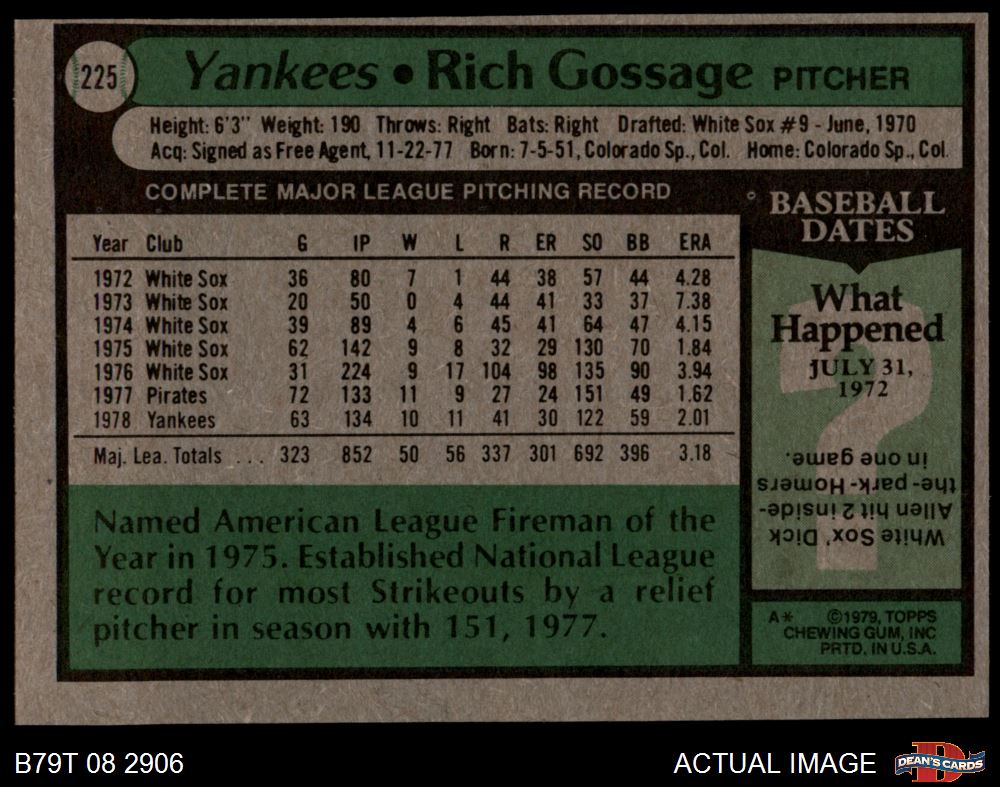 225
Yankees • Rich Gossage PITCHER
Height: 6'3" Weight: 190 Throws: Right Bats: Right Drafted: White Sox #9 - June, 1970
Acq: Signed as Free Agent, 11-22-77 Born: 7-5-51, Colorado Sp., Col. Home: Colorado Sp., Col.
COMPLETE MAJOR LEAGUE PITCHING RECORD
Year Club G IP W L R ER SO BB ERA
1972 White Sox 36 80 7 1 44 38 57 44 4.28
1973 White Sox 20 50 0 4 44 41 33 37 7.38
1974 White Sox 39 89 4 6 45 41 64 47 4.15
1975 White Sox 62 142 9 8 32 29 130 70 1.84
1976 White Sox 31 224 9 17 104 98 135 90 3.94
1977 Pirates 72 133 11 9 27 24 151 49 1.62
1978 Yankees 63 134 10 11 41 30 122 59 2.01
Maj. Lea. Totals ... 323 852 50 56 337 301 692 396 3.18
Named American League Fireman of the
Year in 1975. Established National League
record for most Strikeouts by a relief
pitcher in season with 151, 1977.
BASEBALL
DATES
What
Happened
JULY 31,
1972
?
White Sox' Dick
Allen hit 2 inside-
the-park-Homers
in one game.
A* ©1979, TOPPS
CHEWING GUM, INC
PRTD. IN U.S.A.
B79T 08 2906
ACTUAL IMAGE
D
DEAN'S CARDS